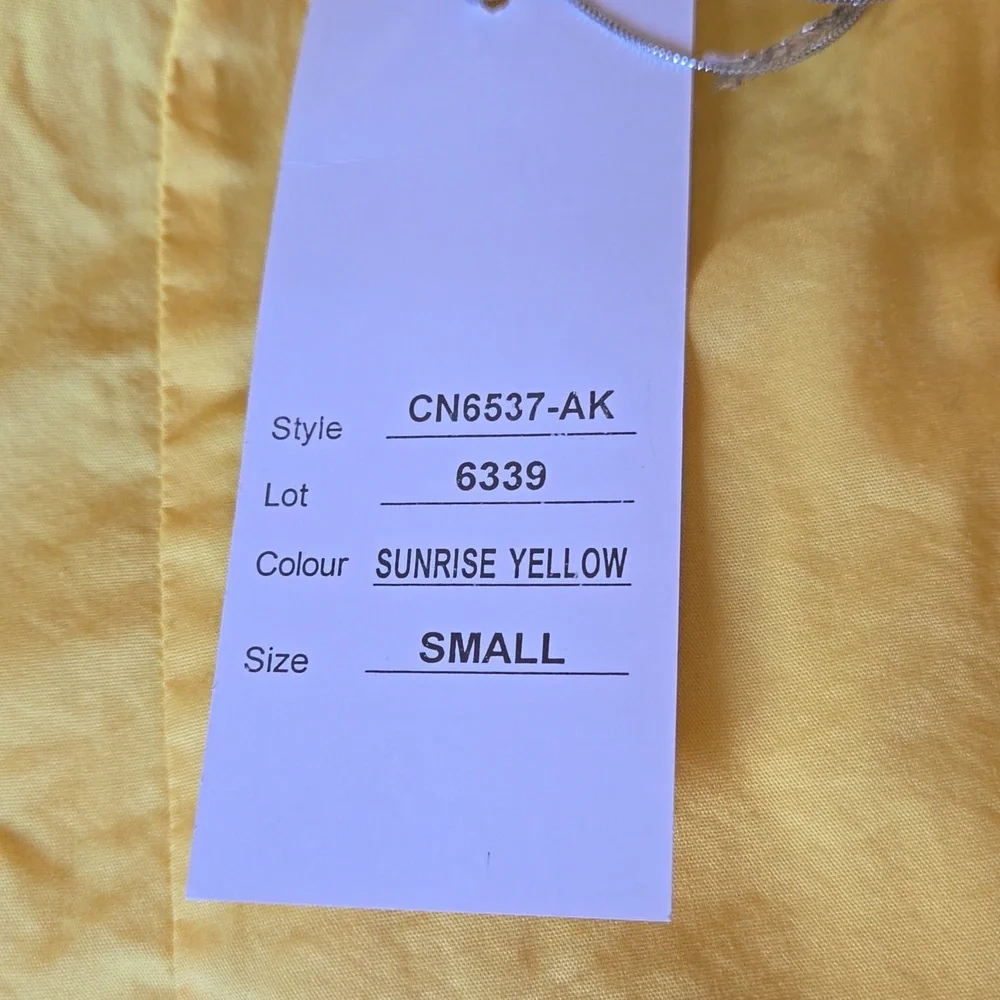 Style CN6537-AK
Lot 6339
Colour SUNRISE YELLOW
Size SMALL